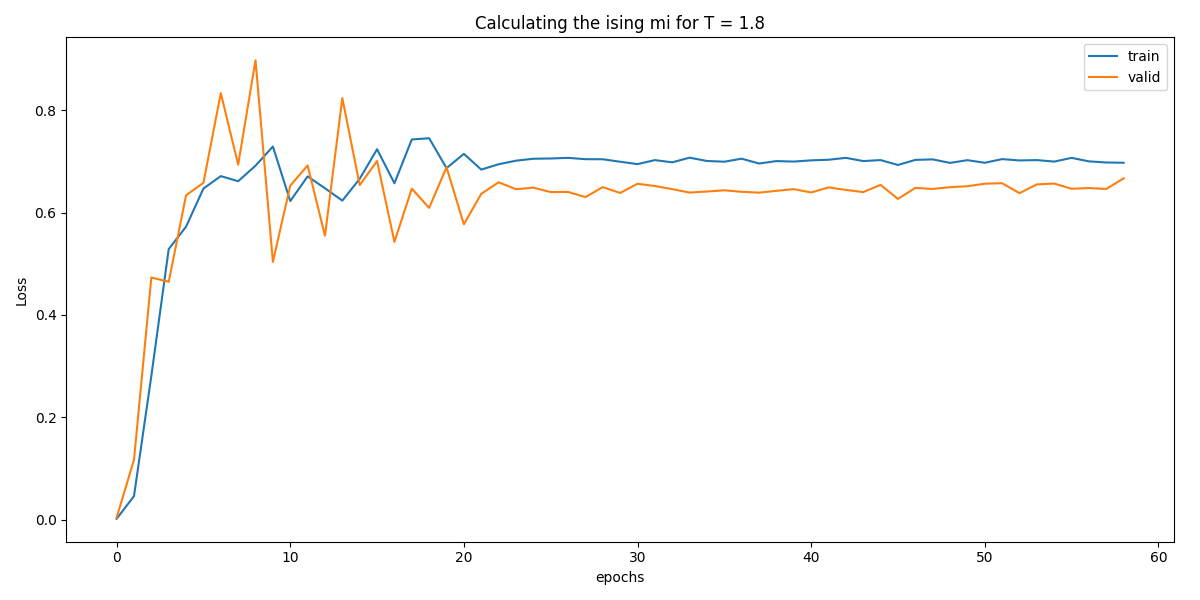 Calculating the ising mi for T = 1.8
train
valid
Loss
0.8
0.6
0.4
0.2
0.0
0 10 20 30 40 50 60
epochs